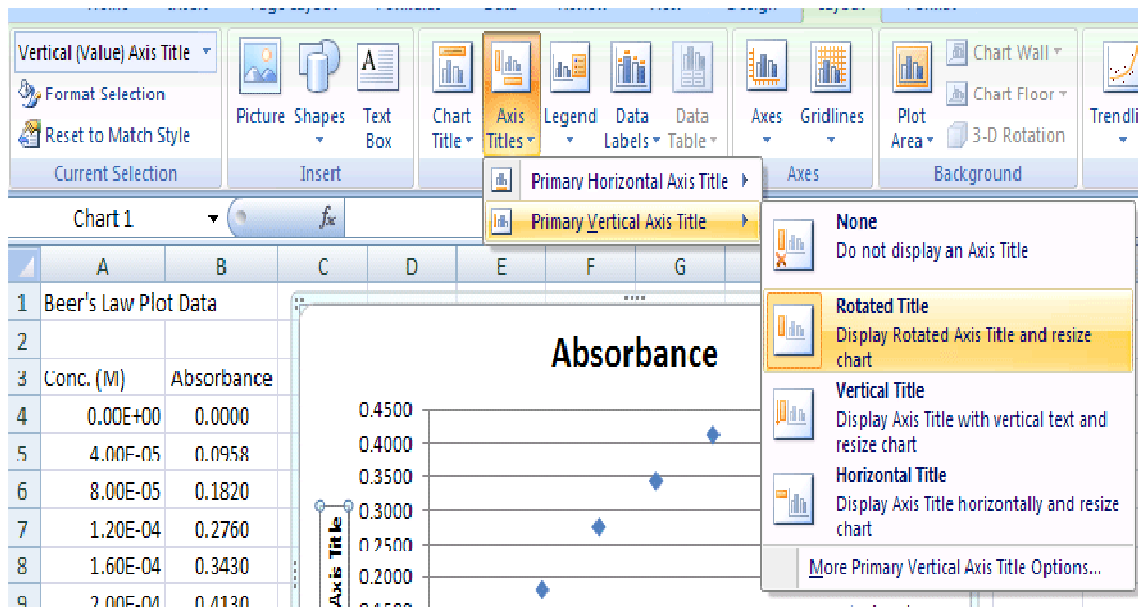 Vertical (Value) Axis Title
Format Selection
Reset to Match Style
Current Selection
Picture Shapes Text Box
Insert
Chart Title Axis Titles Legend Data Labels Data Table
Axes Gridlines
Axes
Plot Area
Chart Wall
Chart Floor
3-D Rotation
Background
Primary Horizontal Axis Title
Primary Vertical Axis Title
None
Do not display an Axis Title
Rotated Title
Display Rotated Axis Title and resize
chart
Vertical Title
Display Axis Title with vertical text and
resize chart
Horizontal Title
Display Axis Title horizontally and resize
chart
More Primary Vertical Axis Title Options...
Chart 1 fx
A B C D E F G
1 Beer's Law Plot Data
2
3 Conc. (M) Absorbance
4 0.00E+00 0.0000
5 4.00E-05 0.0958
6 8.00E-05 0.1820
7 1.20E-04 0.2760
8 1.60E-04 0.3430
9 2.00E-04 0.4130
Absorbance
0.4500
0.4000
0.3500
0.3000
0.2500
0.2000
Axis Title